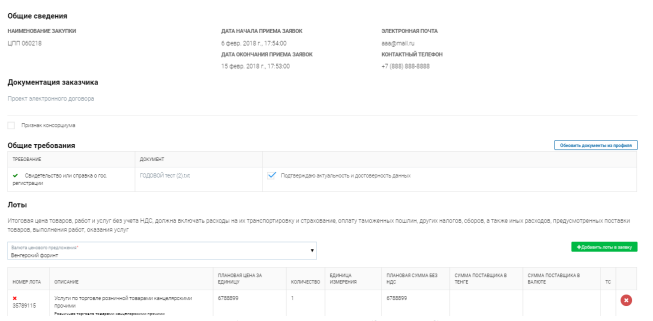 Общие сведения
НАИМЕНОВАНИЕ ЗАКУПКИ
ЦПП 060218
ДАТА НАЧАЛА ПРИЕМА ЗАЯВОК
6 февр. 2018 г., 17:54:00
ДАТА ОКОНЧАНИЯ ПРИЕМА ЗАЯВОК
15 февр. 2018 г., 17:53:00
ЭЛЕКТРОННАЯ ПОЧТА
aaa@mail.ru
КОНТАКТНЫЙ ТЕЛЕФОН
+7 (888) 888-8888
Документация заказчика
Проект электронного договора
Признак консорциума
Общие требования
Обновить документы из профиля
ТРЕБОВАНИЕ
ДОКУМЕНТ
Свидетельство или справка о гос.
регистрации
ГОДОВОЙ тест (2).txt
Подтверждаю актуальность и достоверность данных
Лоты
Итоговая цена товаров, работ и услуг без учета НДС, должна включать расходы на их транспортировку и страхование, оплату таможенных пошлин, других налогов, сборов, а также иных расходов, предусмотренных поставки
товаров, выполнения работ, оказания услуг
Валюта ценового предложения*
Венгерский форинт
+Добавить лоты в заявку
НОМЕР ЛОТА
ОПИСАНИЕ
ПЛАНОВАЯ ЦЕНА ЗА
ЕДИНИЦУ
КОЛИЧЕСТВО
ЕДИНИЦА
ИЗМЕРЕНИЯ
ПЛАНОВАЯ СУММА БЕЗ
НДС
СУММА ПОСТАВЩИКА В
ТЕНГЕ
СУММА ПОСТАВЩИКА В
ВАЛЮТЕ
ТС
35789115
Услуги по торговле розничной товарами канцелярскими
прочими
Розничная торговля товарами канцелярскими прочими
6788899
1
6788899